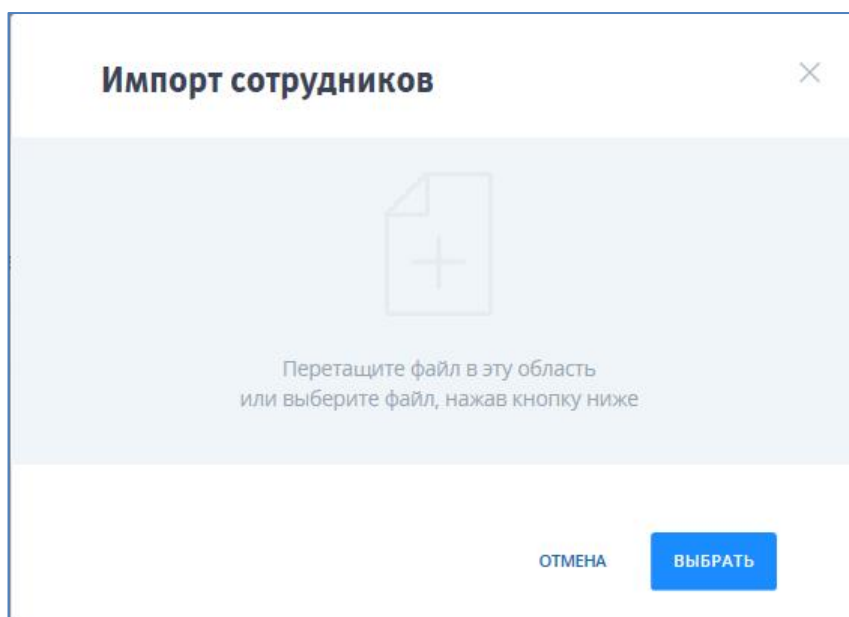 Импорт сотрудников
Перетащите файл в эту область
или выберите файл, нажав кнопку ниже
ОТМЕНА ВЫБРАТЬ